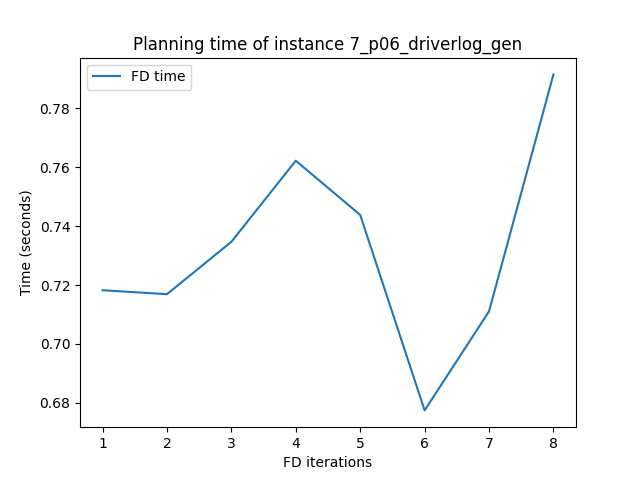 Planning time of instance 7_p06_driverlog_gen
FD time
0.78
0.76
0.74
0.72
0.70
0.68
Time (seconds)
1 2 3 4 5 6 7 8
FD iterations